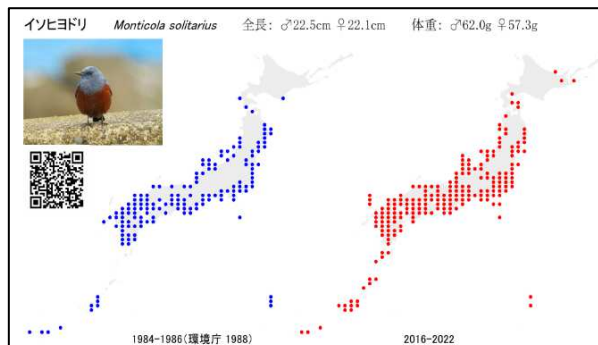 イソヒヨドリ Monticola solitarius 全長: ♂22.5cm ♀22.1cm 体重: ♂62.0g ♀57.3g
1984-1986(環境庁 1988) 2016-2022